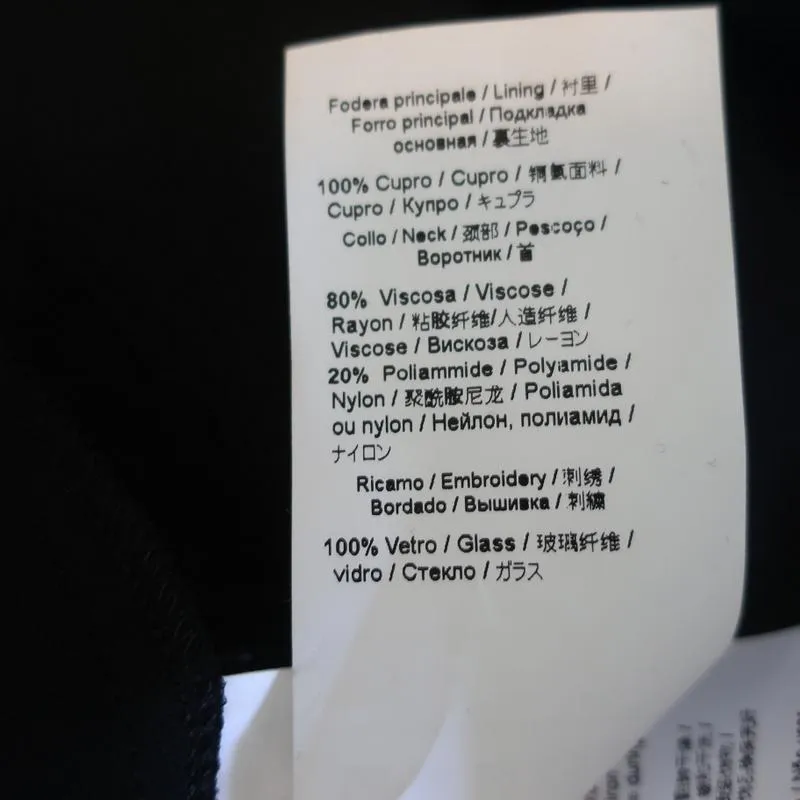 Fodera principale / Lining / 衬里 /
Forro principal / Подкладка
основная / 裏生地
100% Cupro / Cupro / 铜氨面料 /
Cupro / Купро / キュプラ
Collo / Neck / 颈部 / Pescoço /
Воротник / 首
80% Viscosa / Viscose /
Rayon / 粘胶纤维/人造纤维 /
Viscose / Вискоза / レーヨン
20% Poliammide / Polyamide /
Nylon / 聚酰胺尼龙 / Poliamida
ou nylon / Нейлон, полиамид /
ナイロン
Ricamo / Embroidery / 刺绣 /
Bordado / Вышивка / 刺繍
100% Vetro / Glass / 玻璃纤维 /
vidro / Стекло / ガラス